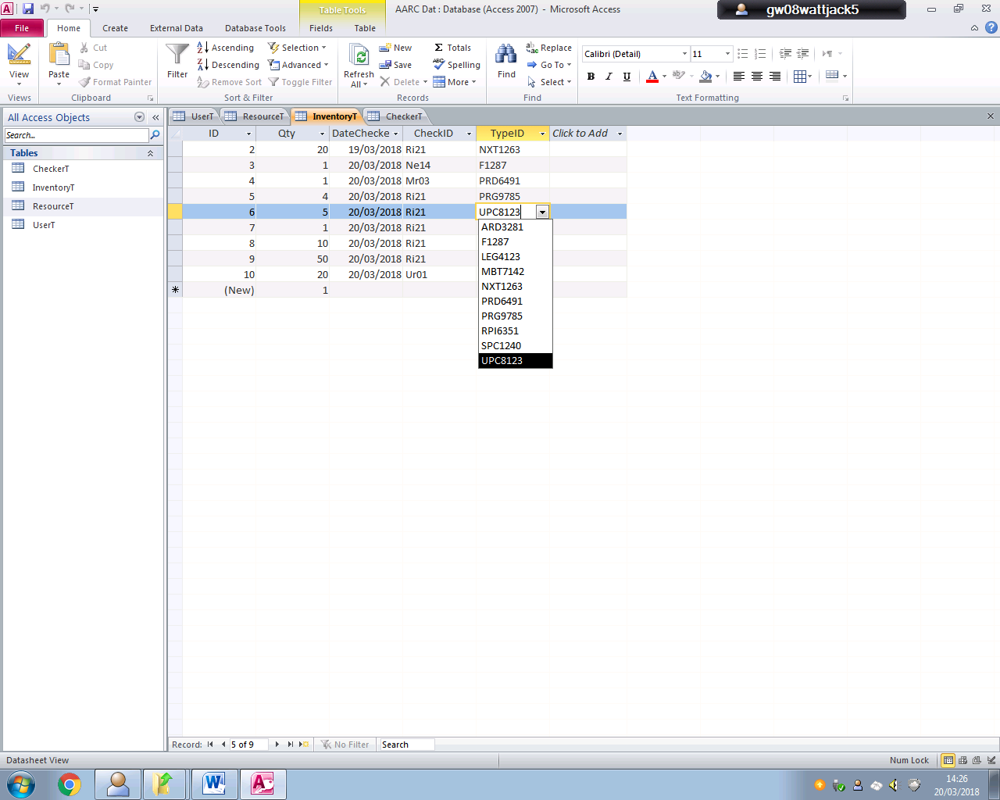 Table Tools
AARC Dat : Database (Access 2007) - Microsoft Access
gw08wattjack5
File Home Create External Data Database Tools Fields Table
View
Views
Paste
Cut
Copy
Format Painter
Clipboard
Filter
Ascending
Descending
Remove Sort
Selection
Advanced
Toggle Filter
Sort & Filter
Refresh
All
New
Save
Delete
Totals
Spelling
More
Records
Find
Replace
Go To
Select
Find
Calibri (Detail) 11
B I U A
Text Formatting
All Access Objects
Search...
Tables
CheckerT
InventoryT
ResourceT
UserT
UserT ResourceT InventoryT CheckerT
ID Qty DateChecke CheckID TypeID Click to Add
2 20 19/03/2018 Ri21 NXT1263
3 1 20/03/2018 Ne14 F1287
4 1 20/03/2018 Mr03 PRD6491
5 4 20/03/2018 Ri21 PRG9785
6 5 20/03/2018 Ri21 UPC8123
7 1 20/03/2018 Ri21
8 10 20/03/2018 Ri21
9 50 20/03/2018 Ri21
10 20 20/03/2018 Ur01
(New) 1
ARD3281
F1287
LEG4123
MBT7142
NXT1263
PRD6491
PRG9785
RPI6351
SPC1240
UPC8123
Record: 5 of 9 No Filter Search
Datasheet View Num Lock
14:26
20/03/2018